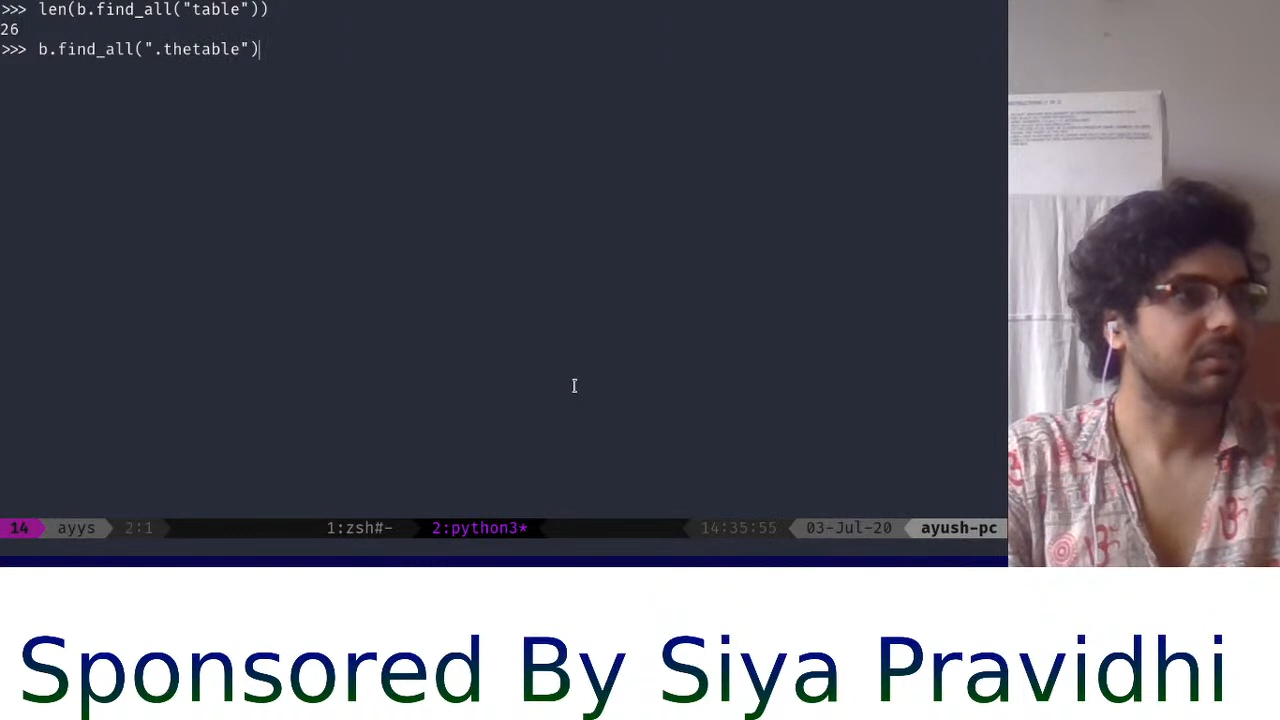 >>> len(b.find_all("table"))
26
>>> b.find_all(".thetable")
14 ayys 2:1 1:zsh#- 2:python3* 14:35:55 03-Jul-20 ayush-pc
Sponsored By Siya Pravidhi